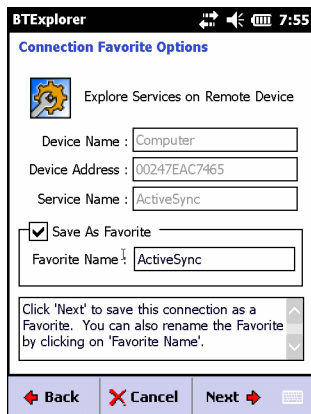 BTExplorer 7:55
Connection Favorite Options
Explore Services on Remote Device
Device Name : Computer
Device Address : 00247EAC7465
Service Name : ActiveSync
Save As Favorite
Favorite Name : ActiveSync
Click 'Next' to save this connection as a
Favorite. You can also rename the Favorite
by clicking on 'Favorite Name'.
Back Cancel Next